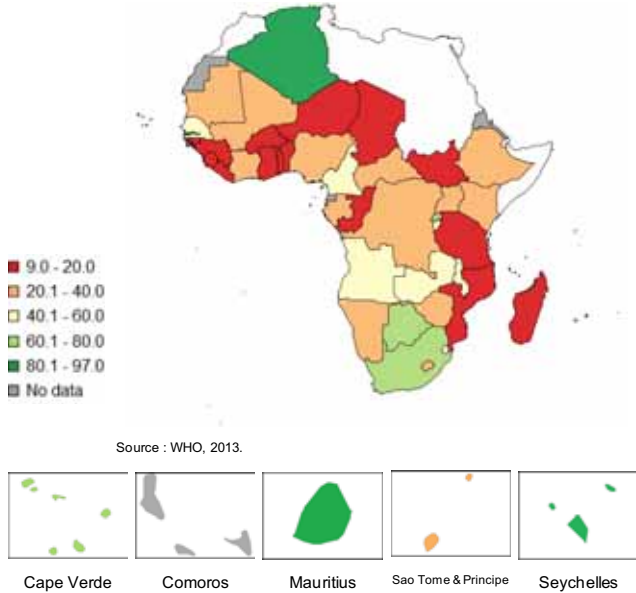 9.0 - 20.0
20.1 - 40.0
40.1 - 60.0
60.1 - 80.0
80.1 - 97.0
No data
Source : WHO, 2013.
Cape Verde
Comoros
Mauritius
Sao Tome & Principe
Seychelles